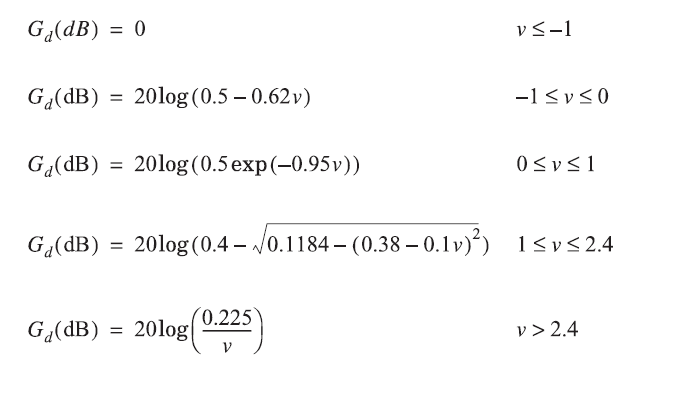 G_d(dB) = 0    v ≤ –1
G_d(dB) = 20log(0.5 – 0.62v)    –1 ≤ v ≤ 0
G_d(dB) = 20log(0.5exp(–0.95v))    0 ≤ v ≤ 1
G_d(dB) = 20log(0.4 – √(0.1184 – (0.38 – 0.1v)²))    1 ≤ v ≤ 2.4
G_d(dB) = 20log(0.225/v)    v > 2.4